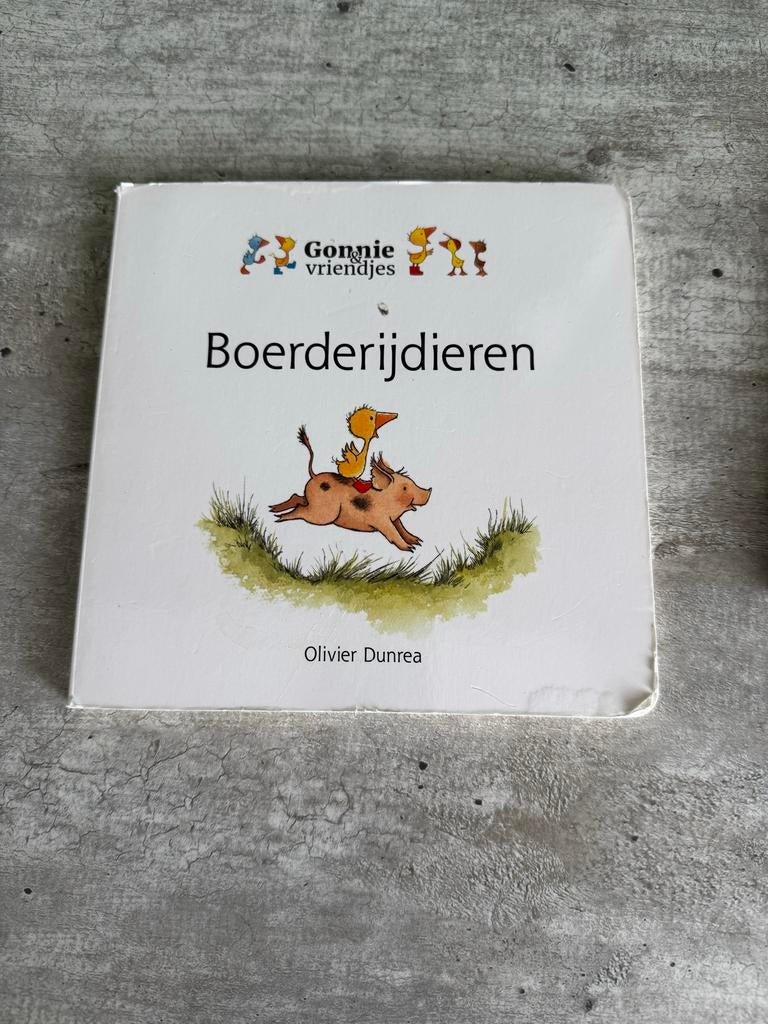 Gonnie
& vriendjes
Boerderijdieren
Olivier Dunrea